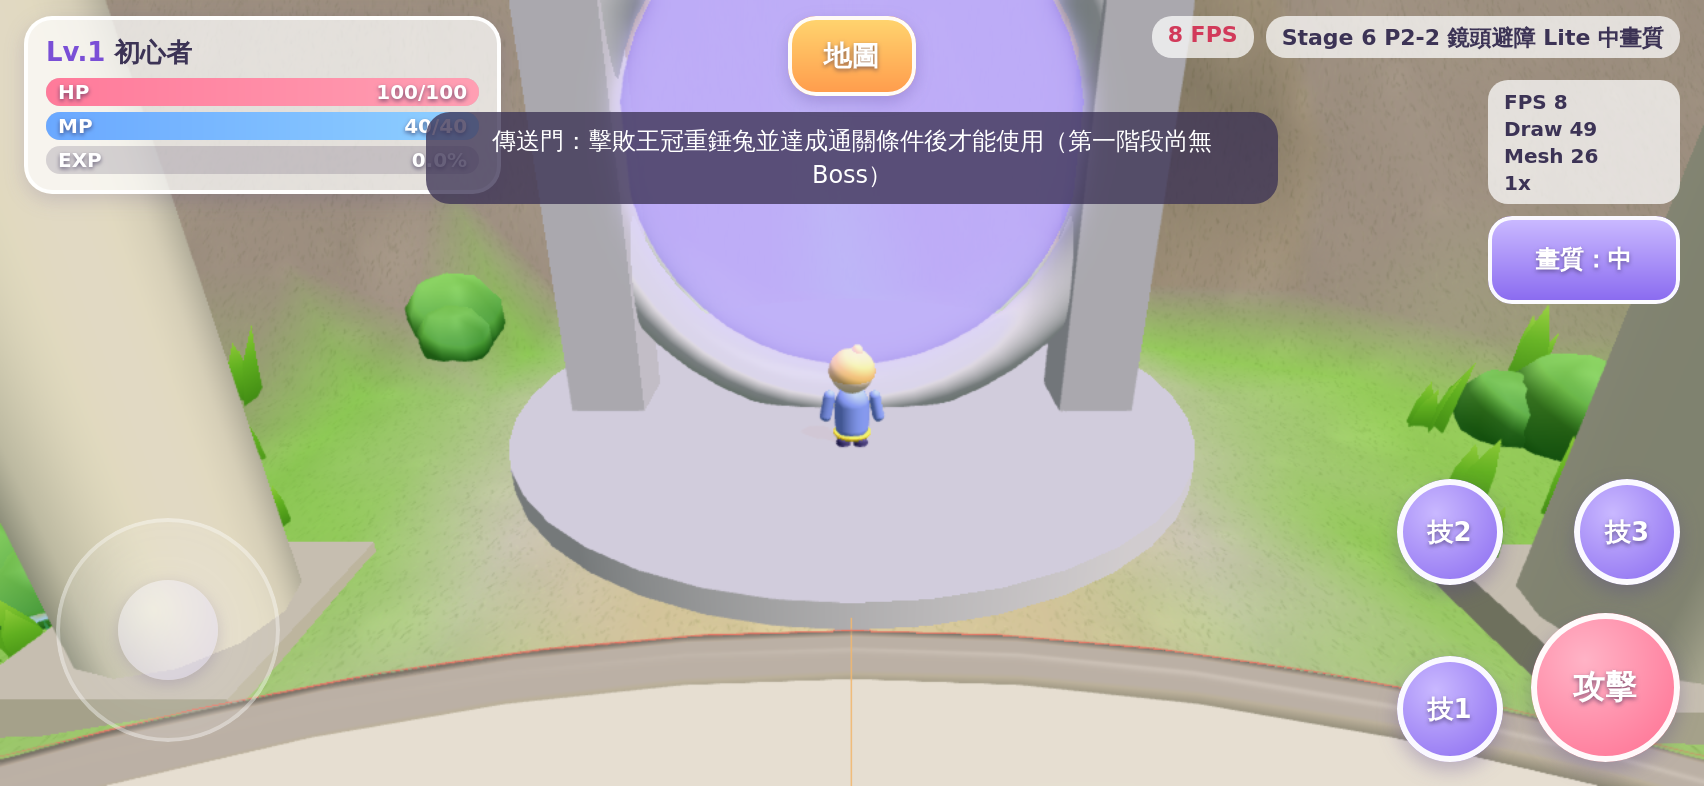 Lv.1 初心者
HP 100/100
MP 40/40
EXP 0.0%
地圖
8 FPS
Stage 6 P2-2 鏡頭避障 Lite 中畫質
傳送門：擊敗王冠重錘兔並達成通關條件後才能使用（第一階段尚無
Boss）
FPS 8
Draw 49
Mesh 26
1x
畫質：中
技2
技3
技1
攻擊